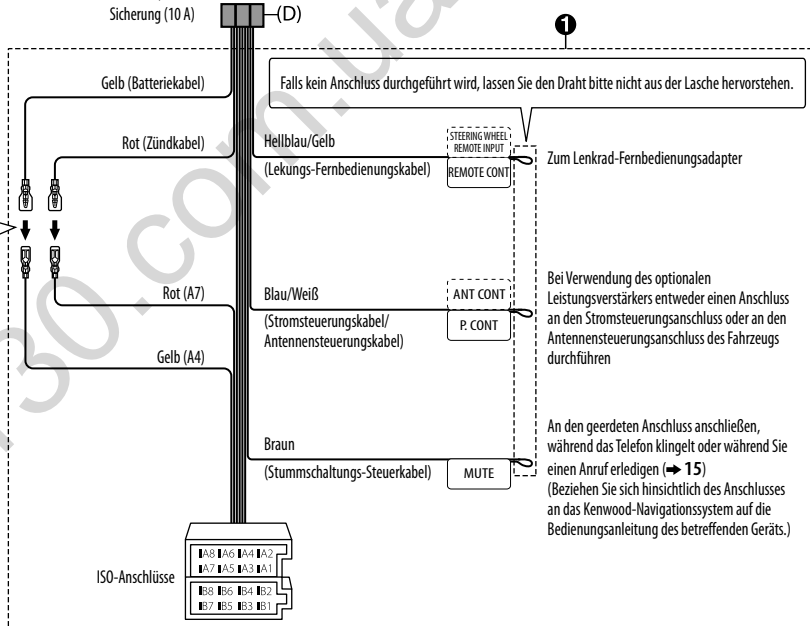 Sicherung (10 A)
(D)
1
Gelb (Batteriekabel)
Falls kein Anschluss durchgeführt wird, lassen Sie den Draht bitte nicht aus der Lasche hervorstehen.
Rot (Zündkabel)
Hellblau/Gelb
(Lekungs-Fernbedienungskabel)
STEERING WHEEL
REMOTE INPUT
REMOTE CONT
Zum Lenkrad-Fernbedienungsadapter
Rot (A7)
Blau/Weiß
(Stromsteuerungskabel/
Antennensteuerungskabel)
ANT CONT
P. CONT
Bei Verwendung des optionalen
Leistungsverstärkers entweder einen Anschluss
an den Stromsteuerungsanschluss oder an den
Antennensteuerungsanschluss des Fahrzeugs
durchführen
Gelb (A4)
Braun
(Stummschaltungs-Steuerkabel)
MUTE
An den geerdeten Anschluss anschließen,
während das Telefon klingelt oder während Sie
einen Anruf erledigen (➡ 15)
(Beziehen Sie sich hinsichtlich des Anschlusses
an das Kenwood-Navigationssystem auf die
Bedienungsanleitung des betreffenden Geräts.)
ISO-Anschlüsse
A8 A6 A4 A2
A7 A5 A3 A1
B8 B6 B4 B2
B7 B5 B3 B1
30.com.ua